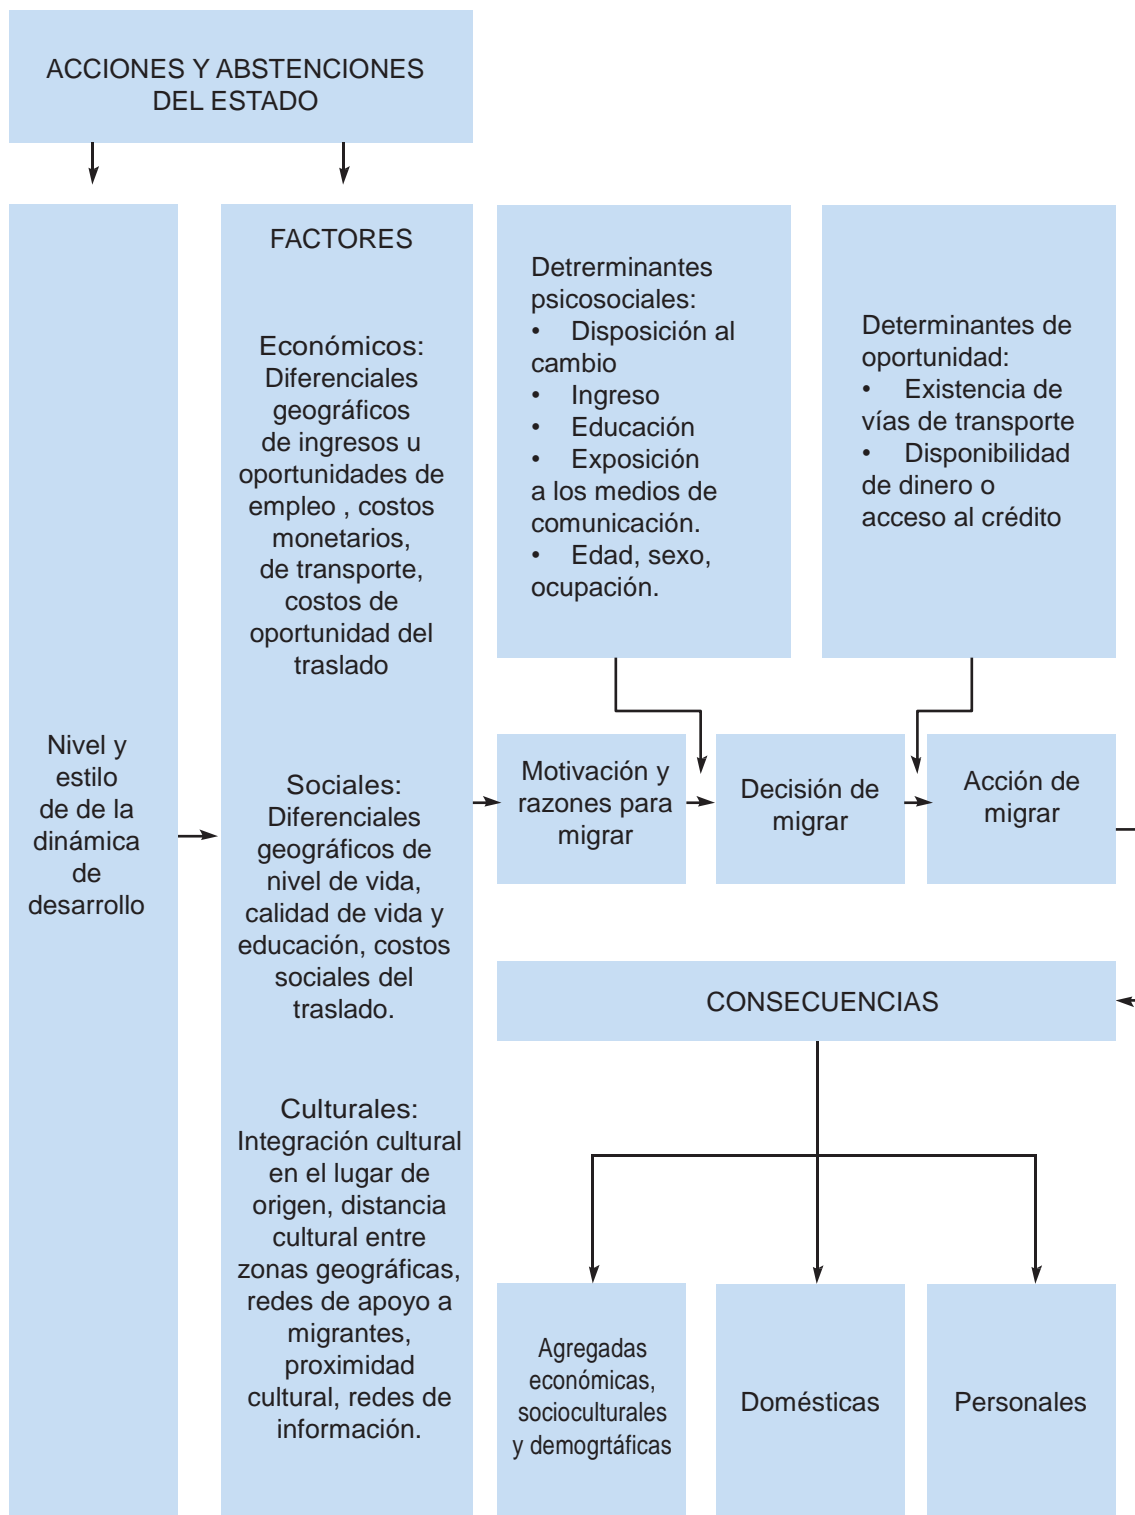 ACCIONES Y ABSTENCIONES
DEL ESTADO
Nivel y
estilo
de de la
dinámica
de
desarrollo
FACTORES
Económicos:
Diferenciales
geográficos
de ingresos u
oportunidades de
empleo , costos
monetarios,
de transporte,
costos de
oportunidad del
traslado
Sociales:
Diferenciales
geográficos de
nivel de vida,
calidad de vida y
educación, costos
sociales del
traslado.
Culturales:
Integración cultural
en el lugar de
origen, distancia
cultural entre
zonas geográficas,
redes de apoyo a
migrantes,
proximidad
cultural, redes de
información.
Detrerminantes
psicosociales:
• Disposición al
cambio
• Ingreso
• Educación
• Exposición
a los medios de
comunicación.
• Edad, sexo,
ocupación.
Determinantes de
oportunidad:
• Existencia de
vías de transporte
• Disponibilidad
de dinero o
acceso al crédito
Motivación y
razones para
migrar
Decisión de
migrar
Acción de
migrar
CONSECUENCIAS
Agregadas
económicas,
socioculturales
y demogrtáficas
Domésticas
Personales